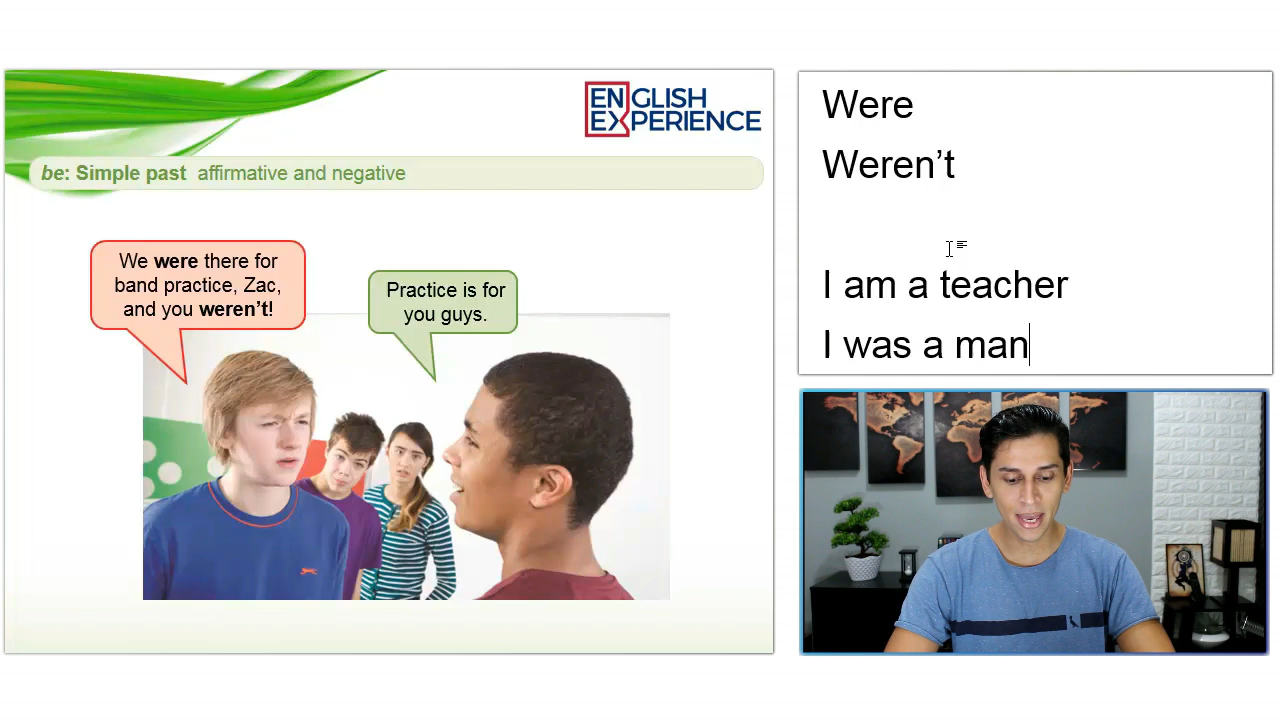 ENGLISH
EXPERIENCE
be: Simple past affirmative and negative
We were there for
band practice, Zac,
and you weren't!
Practice is for
you guys.
Were
Weren’t
I am a teacher
I was a man